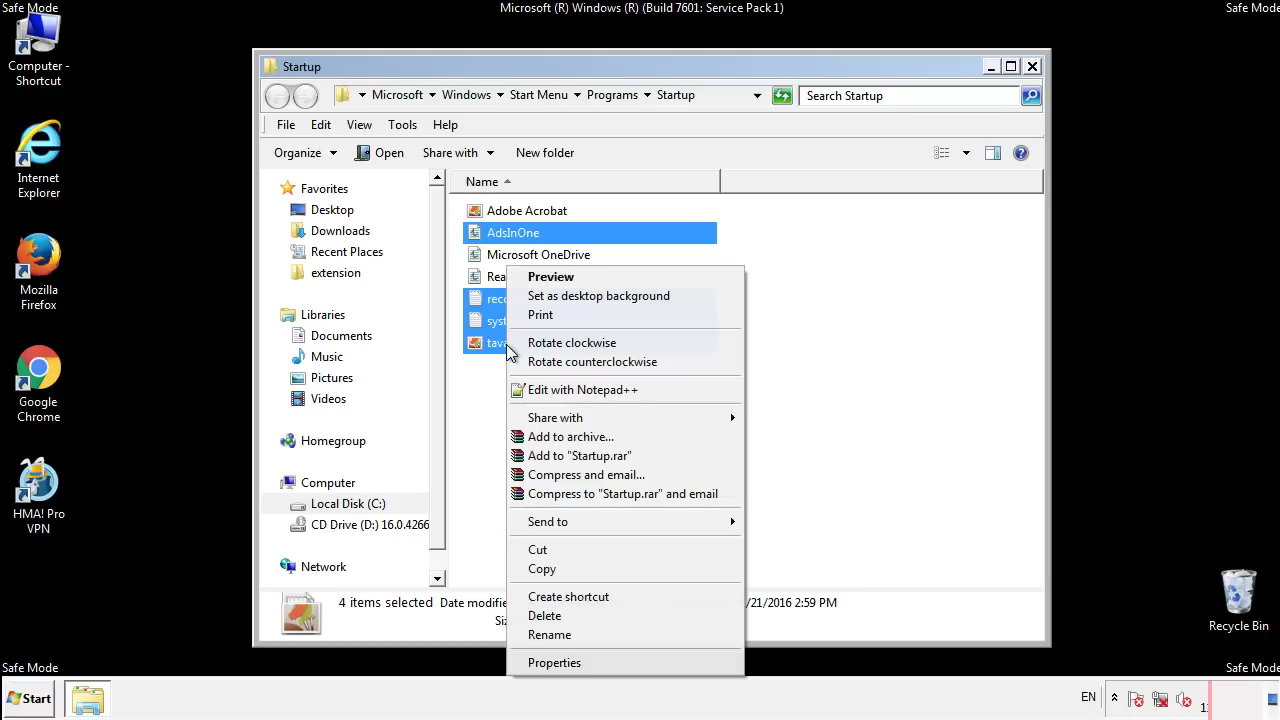 Safe Mode
Microsoft (R) Windows (R) (Build 7601: Service Pack 1)
Safe Mode
Computer -
Shortcut
Internet
Explorer
Mozilla
Firefox
Google
Chrome
HMA! Pro
VPN
Startup
Microsoft
Windows
Start Menu
Programs
Startup
Search Startup
File
Edit
View
Tools
Help
Organize
Open
Share with
New folder
Favorites
Desktop
Downloads
Recent Places
extension
Libraries
Documents
Music
Pictures
Videos
Homegroup
Computer
Local Disk (C:)
CD Drive (D:) 16.0.4266
Network
Name
Adobe Acrobat
AdsInOne
Microsoft OneDrive
Preview
Set as desktop background
Print
Rotate clockwise
Rotate counterclockwise
Edit with Notepad++
Share with
Add to archive...
Add to "Startup.rar"
Compress and email...
Compress to "Startup.rar" and email
Send to
Cut
Copy
Create shortcut
Delete
Rename
Properties
4 items selected
Date
/21/2016 2:59 PM
Recycle Bin
Safe Mode
Safe Mode
Start
EN